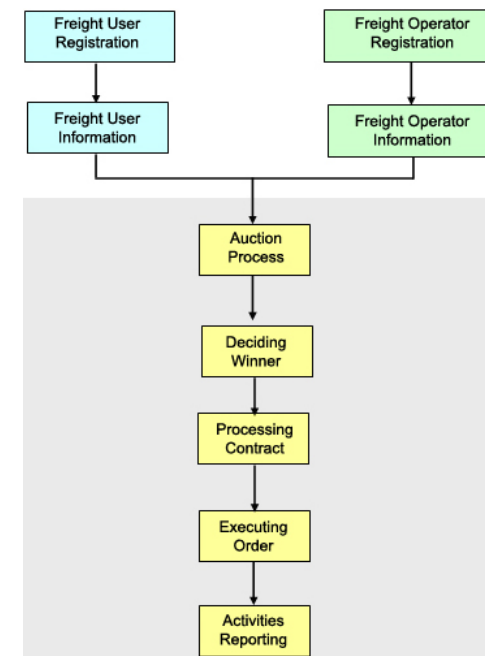 Freight User
Registration
Freight Operator
Registration
Freight User
Information
Freight Operator
Information
Auction
Process
Deciding
Winner
Processing
Contract
Executing
Order
Activities
Reporting